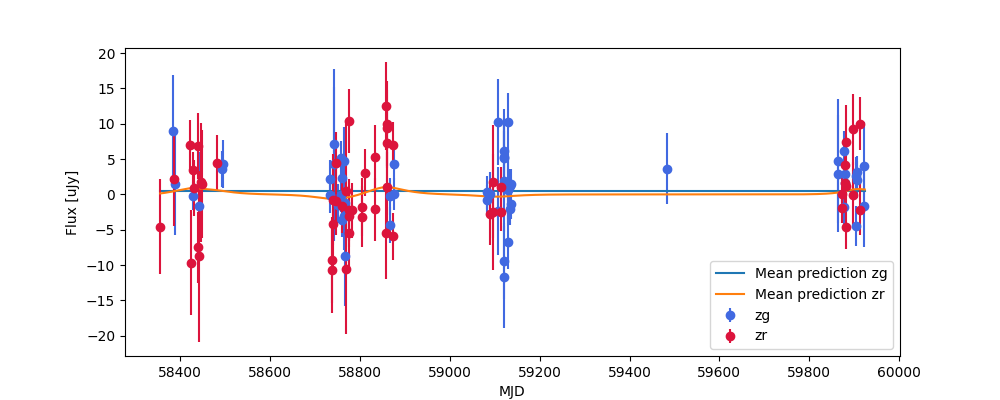 20
15
10
5
0
−5
−10
−15
−20
Flux [uJy]
58400 58600 58800 59000 59200 59400 59600 59800 60000
MJD
Mean prediction zg
Mean prediction zr
zg
zr